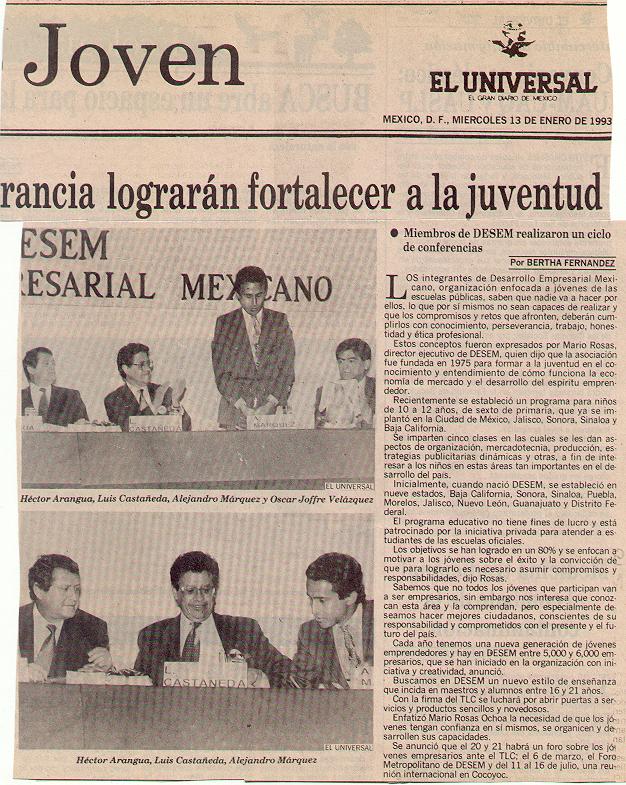 Joven
EL UNIVERSAL
EL GRAN DIARIO DE MEXICO
MEXICO, D. F., MIERCOLES 13 DE ENERO DE 1993
rancia lograrán fortalecer a la juventud
ESEM
RESARIAL MEXICANO
CASTAÑEDA
MARQUEZ
EL UNIVERSAL
Héctor Arangua, Luis Castañeda, Alejandro Márquez y Oscar Joffre Velázquez
CASTAÑEDA
A
M
EL UNIVERSAL
Héctor Arangua, Luis Castañeda, Alejandro Márquez
● Miembros de DESEM realizaron un ciclo
de conferencias
Por BERTHA FERNANDEZ
LOS integrantes de Desarrollo Empresarial Mexi-
cano, organización enfocada a jóvenes de las
escuelas públicas, saben que nadie va a hacer por
ellos, lo que por sí mismos no sean capaces de realizar y
que los compromisos y retos que afronten, deberán cum-
plirlos con conocimiento, perseverancia, trabajo, hones-
tidad y ética profesional.
Estos conceptos fueron expresados por Mario Rosas,
director ejecutivo de DESEM, quien dijo que la asociación
fue fundada en 1975 para formar a la juventud en el co-
nocimiento y entendimiento de cómo funciona la eco-
nomía de mercado y el desarrollo del espíritu empren-
dedor.
Recientemente se estableció un programa para niños
de 10 a 12 años, de sexto de primaria, que ya se im-
plantó en la Ciudad de México, Jalisco, Sonora, Sinaloa y
Baja California.
Se imparten cinco clases en las cuales se les dan as-
pectos de organización, mercadotecnia, producción, es-
trategias publicitarias dinámicas y otras, a fin de inte-
resar a los niños en estas áreas tan importantes en el de-
sarrollo del país.
Inicialmente, cuando nació DESEM, se estableció en
nueve estados, Baja California, Sonora, Sinaloa, Puebla,
Morelos, Jalisco, Nuevo León, Guanajuato y Distrito Fe-
deral.
El programa educativo no tiene fines de lucro y está
patrocinado por la iniciativa privada para atender a es-
tudiantes de las escuelas oficiales.
Los objetivos se han logrado en un 80% y se enfocan a
motivar a los jóvenes sobre el éxito y la convicción de
que para lograrlo es necesario asumir compromisos y
responsabilidades, dijo Rosas.
Sabemos que no todos los jóvenes que participan van
a ser empresarios, sin embargo nos interesa que conoz-
can esta área y la comprendan, pero especialmente de-
seamos hacer mejores ciudadanos, conscientes de su
responsabilidad y comprometidos con el presente y el fu-
turo del país.
Cada año tenemos una nueva generación de jóvenes
emprendedores y hay en DESEM entre 5,000 y 6,000 em-
presarios, que se han iniciado en la organización con ini-
ciativa y creatividad, anunció.
Buscamos en DESEM un nuevo estilo de enseñanza
que incida en maestros y alumnos entre 16 y 21 años.
Con la firma del TLC se luchará por abrir puertas a ser-
vicios y productos sencillos y novedosos.
Enfatizó Mario Rosas Ochoa la necesidad de que los jó-
venes tengan confianza en sí mismos, se organicen y de-
sarrollen sus capacidades.
Se anunció que el 20 y 21 habrá un foro sobre los jó-
venes empresarios ante el TLC; el 6 de marzo, el Foro
Metropolitano de DESEM y del 11 al 16 de julio, una reu-
nión internacional en Cocoyoc.